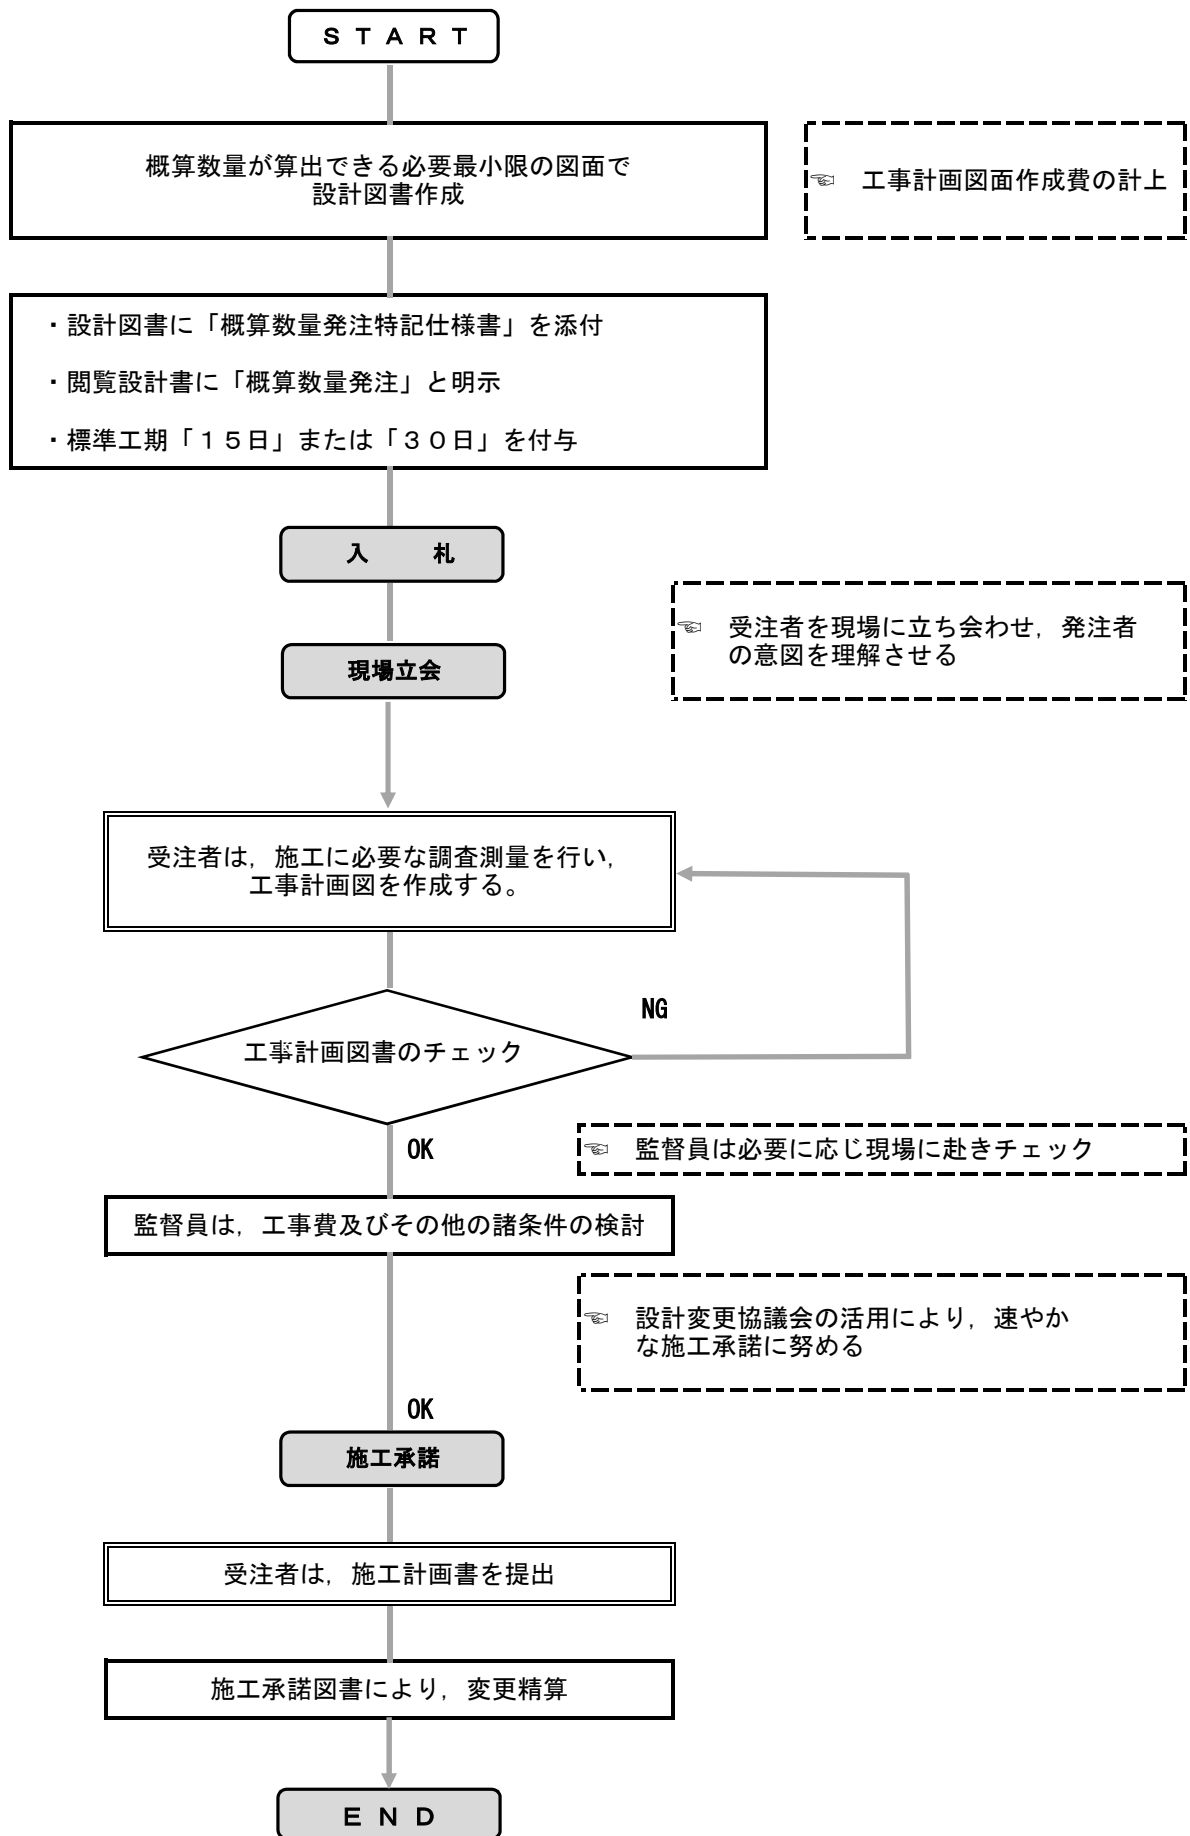 ＳＴＡＲＴ
概算数量が算出できる必要最小限の図面で
設計図書作成
☜　工事計画図面作成費の計上
・設計図書に「概算数量発注特記仕様書」を添付
・閲覧設計書に「概算数量発注」と明示
・標準工期「１５日」または「３０日」を付与
入　　札
☜　受注者を現場に立ち会わせ，発注者
の意図を理解させる
現場立会
受注者は，施工に必要な調査測量を行い，
工事計画図を作成する。
NG
工事計画図書のチェック
OK
☜　監督員は必要に応じ現場に赴きチェック
監督員は，工事費及びその他の諸条件の検討
☜　設計変更協議会の活用により，速やか
な施工承諾に努める
OK
施工承諾
受注者は，施工計画書を提出
施工承諾図書により，変更精算
ＥＮＤ